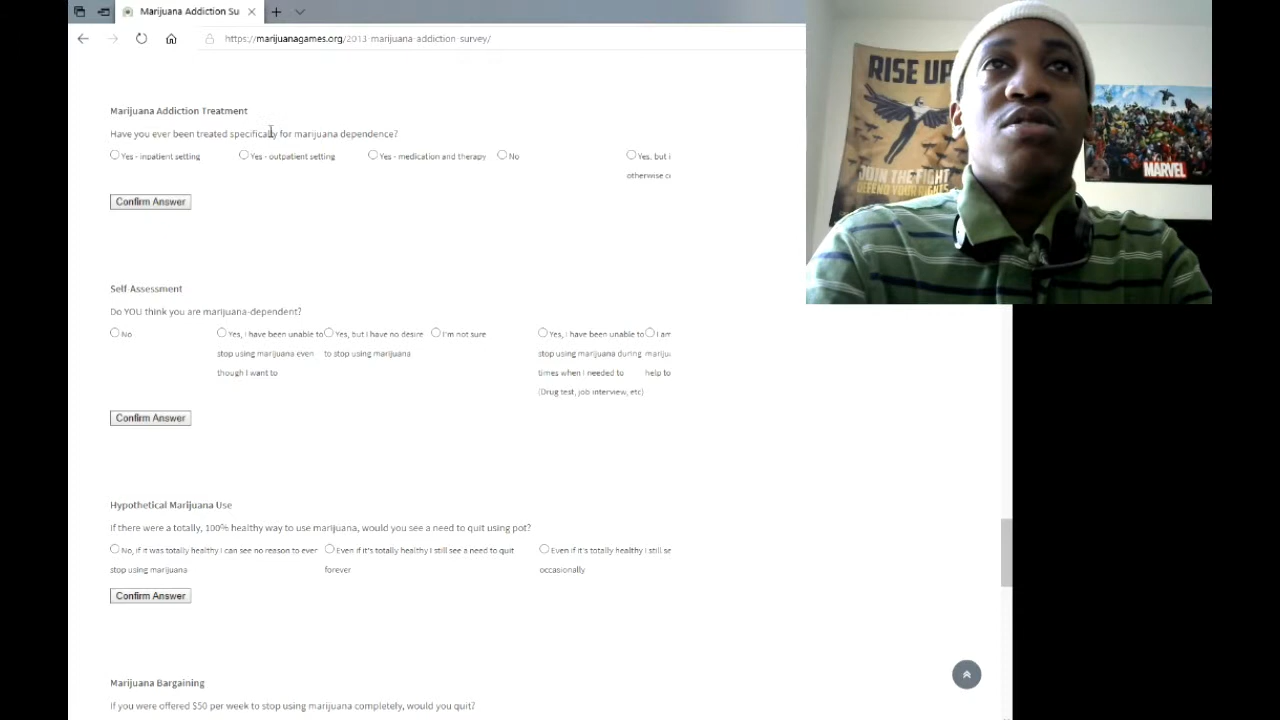 Marijuana Addiction Su
https://marijuanagames.org/2013-marijuana-addiction-survey/
Marijuana Addiction Treatment
Have you ever been treated specifically for marijuana dependence?
Yes - inpatient setting
Yes - outpatient setting
Yes - medication and therapy
No
Yes, but i
otherwise c
Confirm Answer
Self-Assessment
Do YOU think you are marijuana-dependent?
No
Yes, I have been unable to
stop using marijuana even
though I want to
Yes, but I have no desire
to stop using marijuana
I'm not sure
Yes, I have been unable to
stop using marijuana during
times when I needed to
(Drug test, job interview, etc)
I am
mariju
help to
Confirm Answer
Hypothetical Marijuana Use
If there were a totally, 100% healthy way to use marijuana, would you see a need to quit using pot?
No, if it was totally healthy I can see no reason to ever
stop using marijuana
Even if it's totally healthy I still see a need to quit
forever
Even if it's totally healthy I still se
occasionally
Confirm Answer
Marijuana Bargaining
If you were offered $50 per week to stop using marijuana completely, would you quit?
RISE UP
JOIN THE FIGHT
DEFEND YOUR RIGHTS
MARVEL